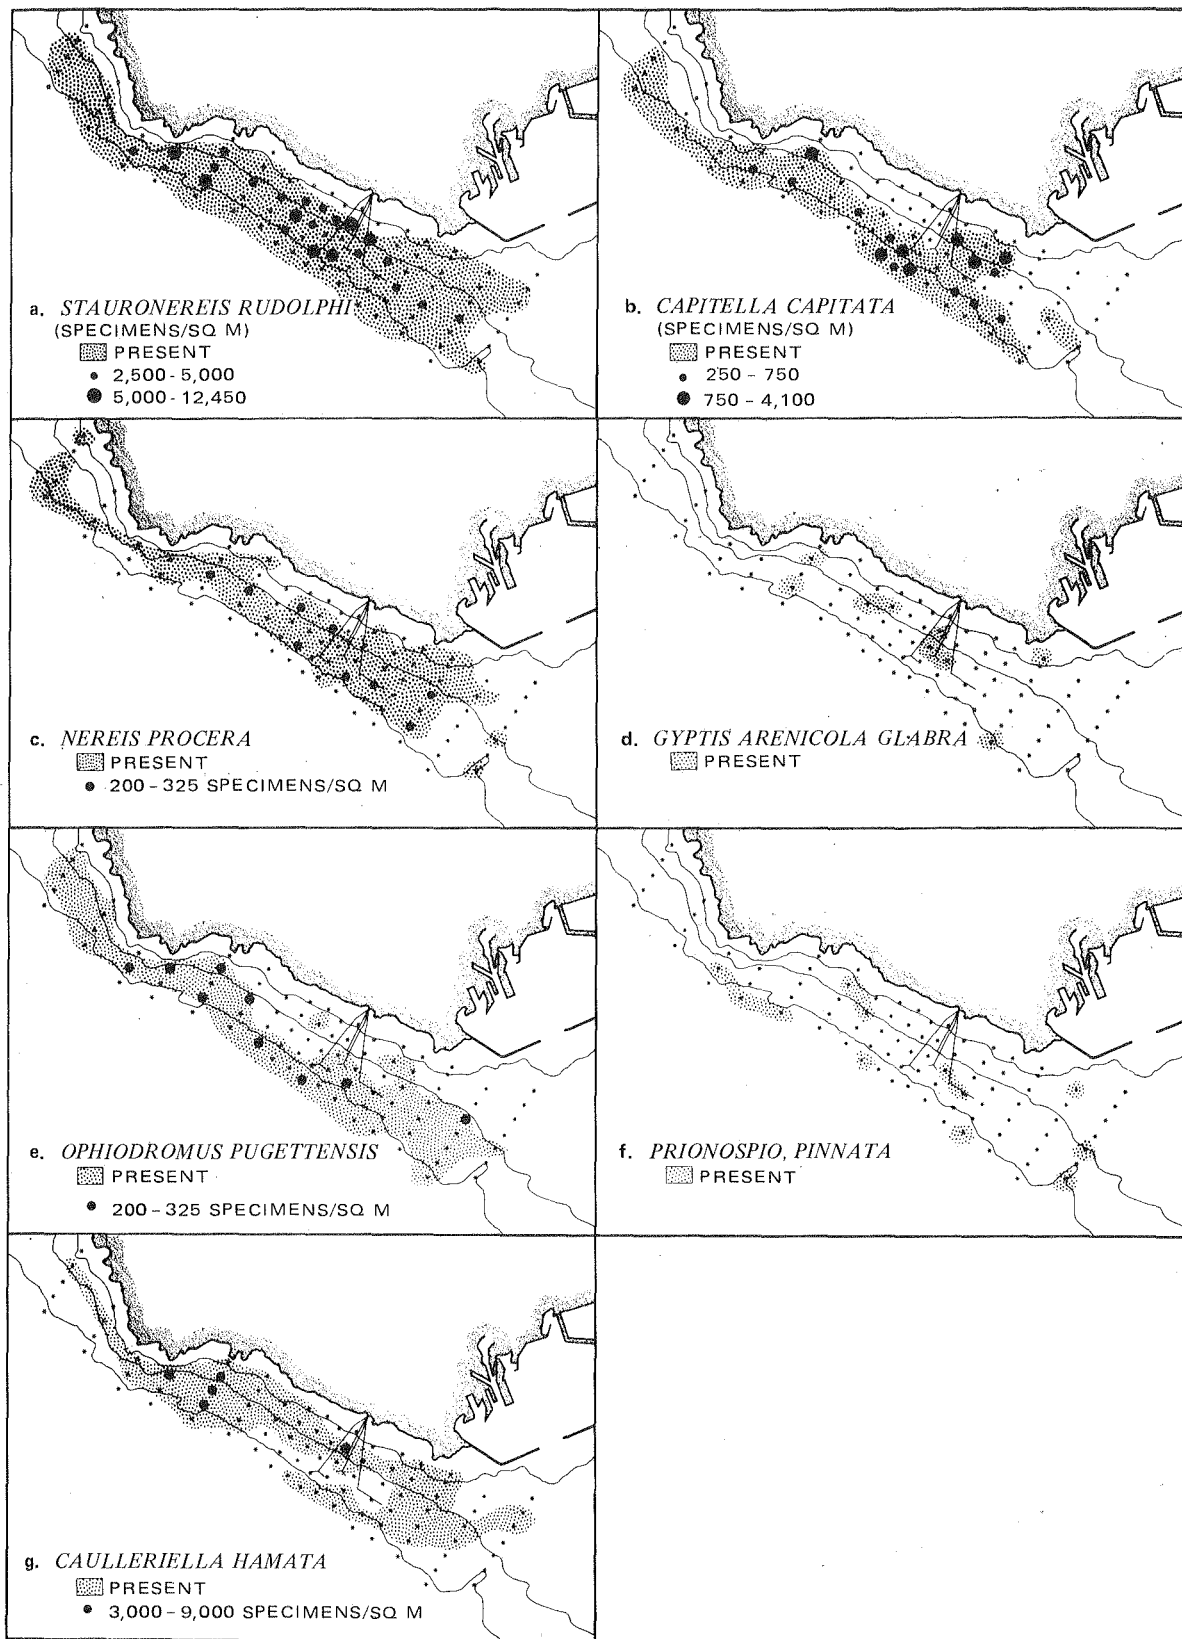 a. STAURONEREIS RUDOLPHI
(SPECIMENS/SQ M)
PRESENT
2,500-5,000
5,000-12,450
b. CAPITELLA CAPITATA
(SPECIMENS/SQ M)
PRESENT
250 - 750
750 - 4,100
c. NEREIS PROCERA
PRESENT
200-325 SPECIMENS/SQ M
d. GYPTIS ARENICOLA GLABRA
PRESENT
e. OPHIODROMUS PUGETTENSIS
PRESENT
200-325 SPECIMENS/SQ M
f. PRIONOSPIO, PINNATA
PRESENT
g. CAULLERIELLA HAMATA
PRESENT
3,000-9,000 SPECIMENS/SQ M